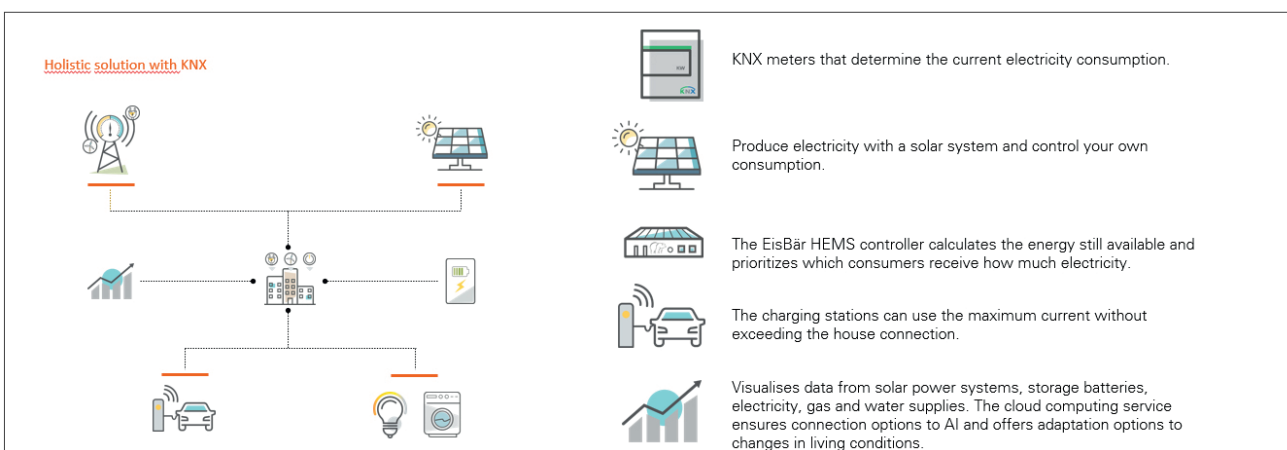 Holistic solution with KNX
KW
KNX
KNX meters that determine the current electricity consumption.
Produce electricity with a solar system and control your own
consumption.
The EisBär HEMS controller calculates the energy still available and
prioritizes which consumers receive how much electricity.
The charging stations can use the maximum current without
exceeding the house connection.
Visualises data from solar power systems, storage batteries,
electricity, gas and water supplies. The cloud computing service
ensures connection options to AI and offers adaptation options to
changes in living conditions.